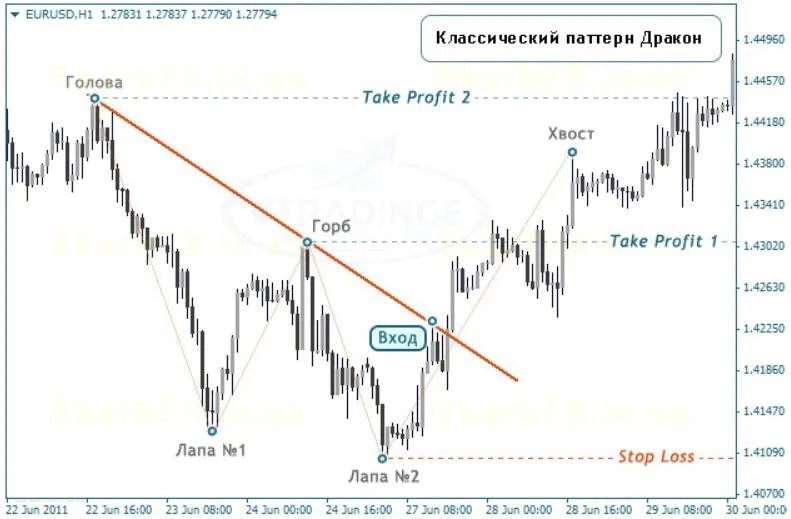 EURUSD,H1 1.27831 1.27837 1.27790 1.27794
Классический паттерн Дракон
1.44960
Голова
1.44570
Take Profit 2
1.44180
Хвост
1.43800
1.43410
Горб
Take Profit 1
1.43020
1.42630
Вход
1.42250
1.41860
1.41470
Лапа №1
Stop Loss
1.41090
Лапа №2
1.40700
22 Jun 2011 22 Jun 16:00 23 Jun 08:00 24 Jun 00:00 24 Jun 16:00 27 Jun 08:00 28 Jun 00:00 28 Jun 16:00 29 Jun 08:00 30 Jun 00:00